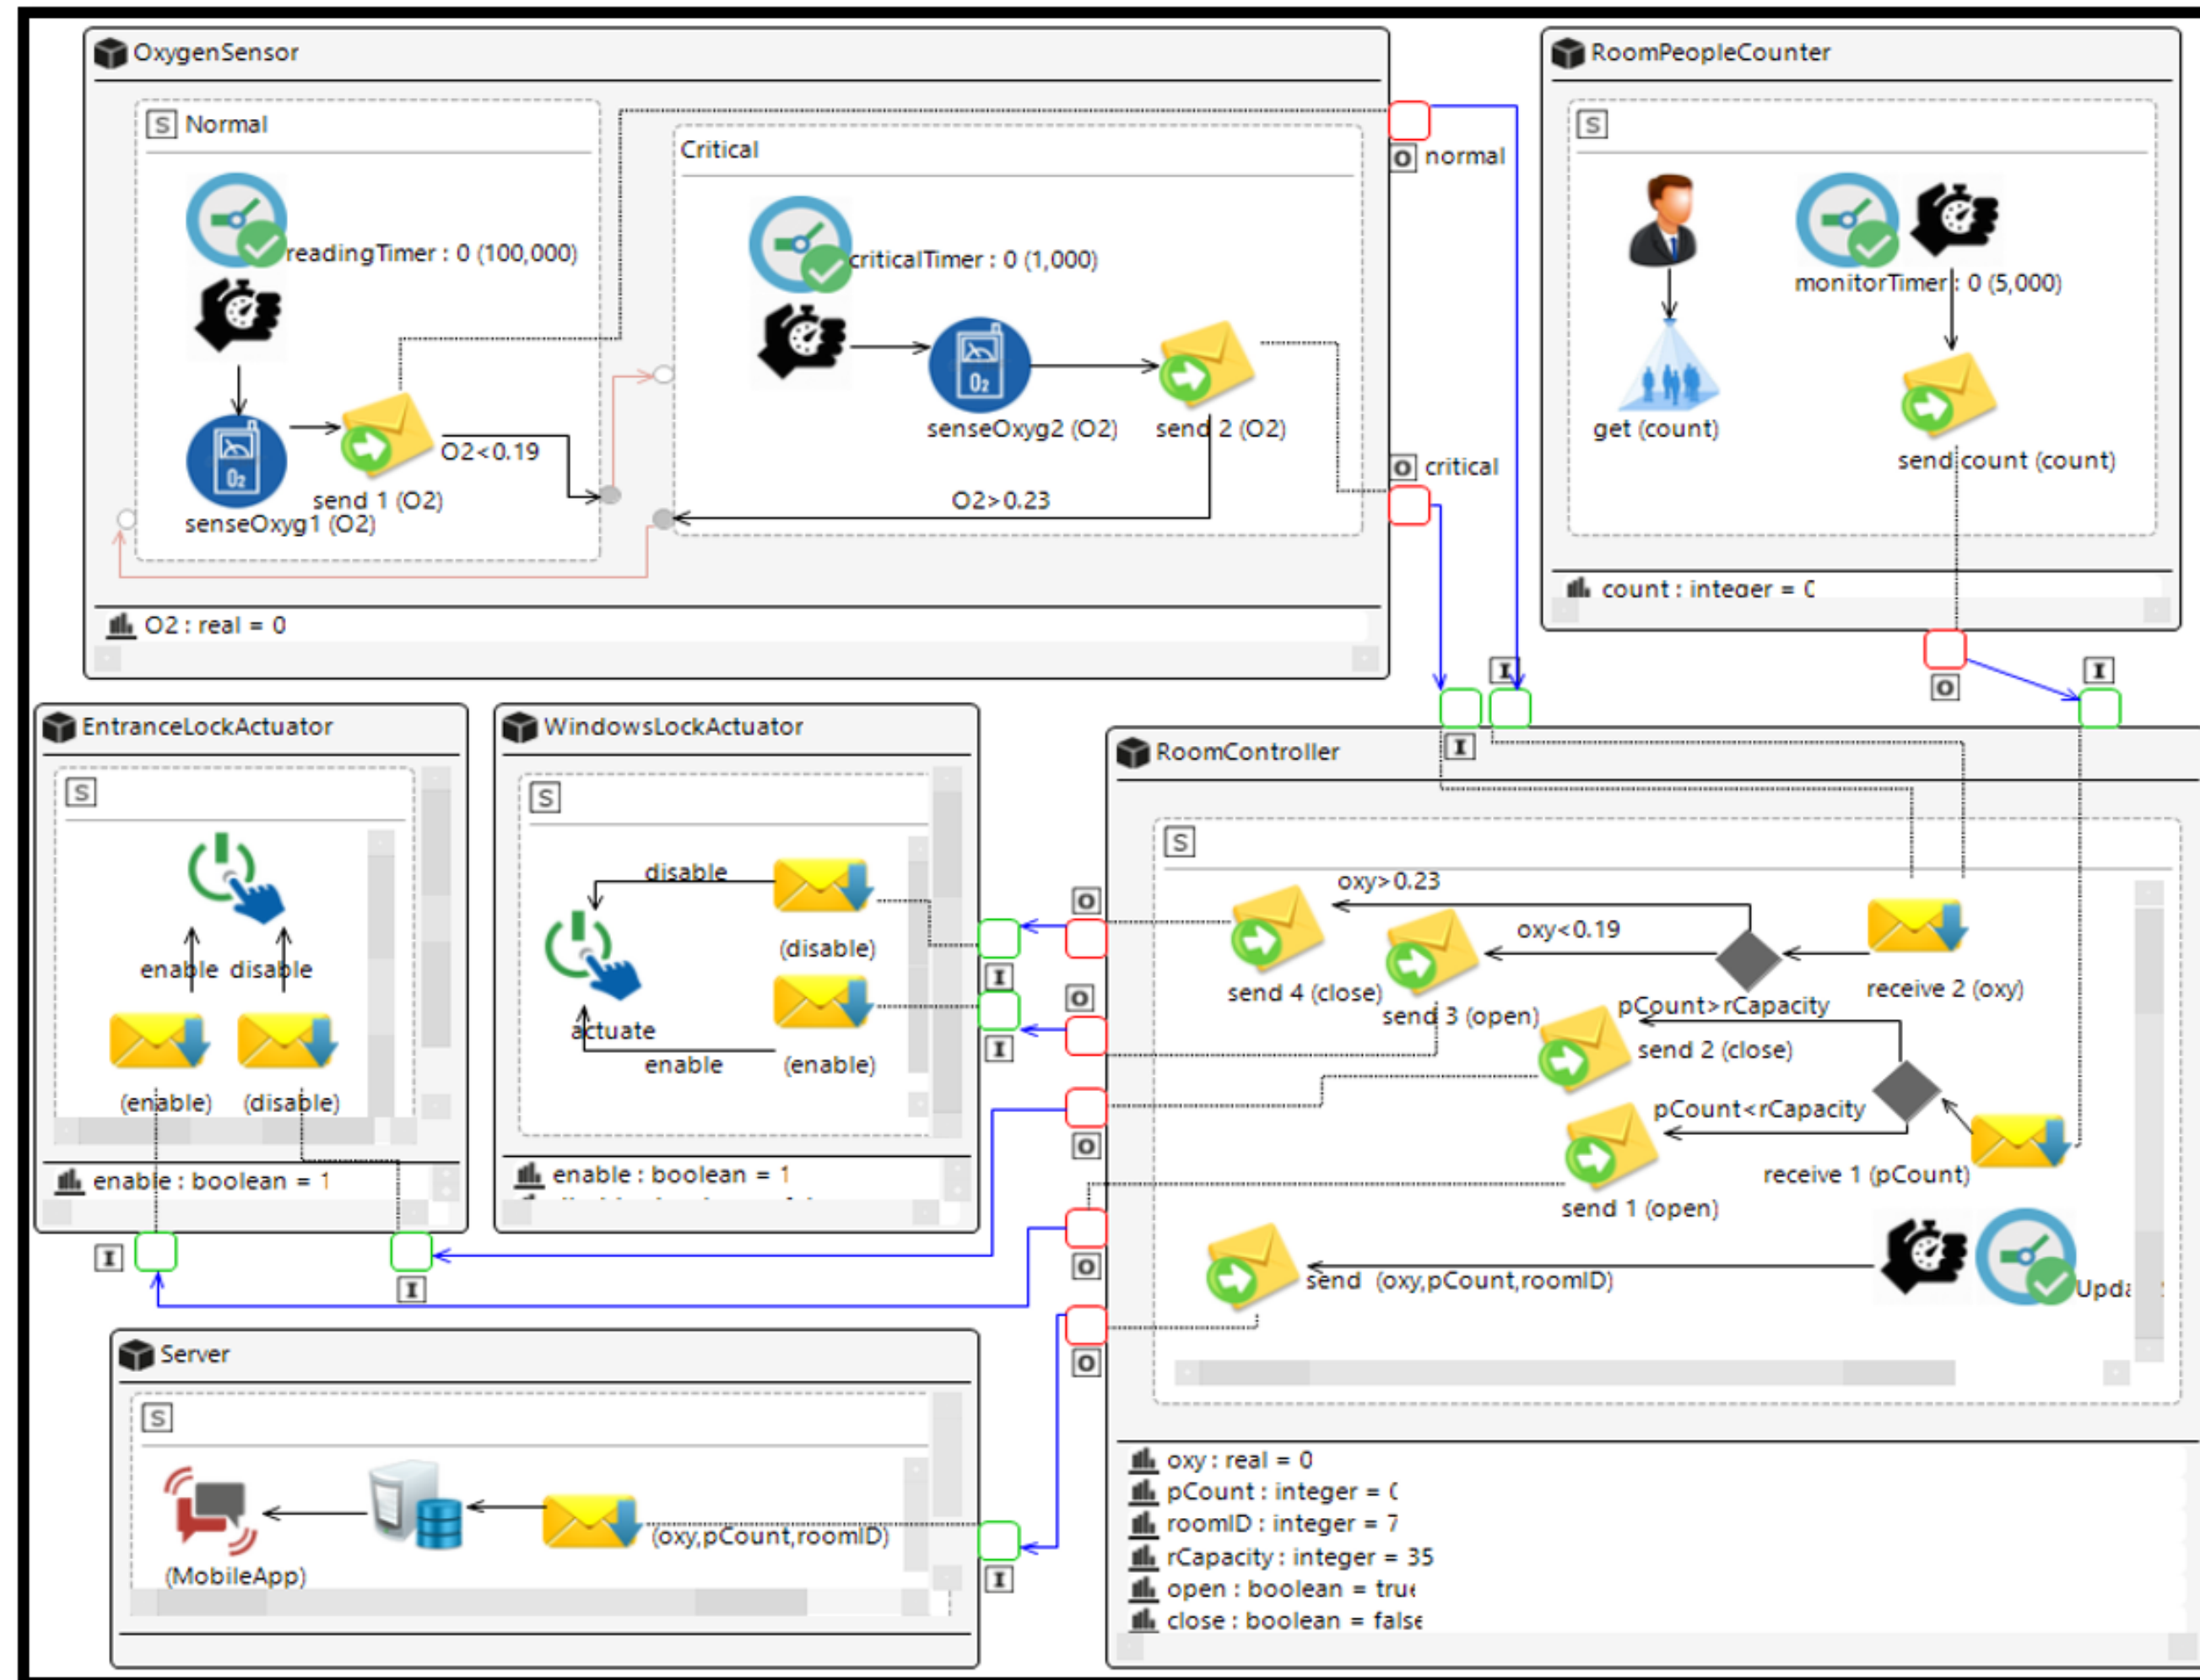 OxygenSensor
S Normal
readingTimer : 0 (100,000)
O2<0.19
send 1 (O2)
senseOxyg1 (O2)
Critical
criticalTimer : 0 (1,000)
senseOxyg2 (O2)
send 2 (O2)
O2>0.23
O2 : real = 0
O normal
O critical
RoomPeopleCounter
S
monitorTimer : 0 (5,000)
get (count)
send count (count)
count : integer = 0
O
I
I
I
EntranceLockActuator
S
enable disable
(enable) (disable)
enable : boolean = 1
I
I
WindowsLockActuator
S
disable
(disable)
actuate
enable
(enable)
enable : boolean = 1
I
I
O
O
O
O
O
RoomController
S
oxy>0.23
oxy<0.19
send 4 (close)
send 3 (open)
receive 2 (oxy)
pCount>rCapacity
send 2 (close)
pCount<rCapacity
receive 1 (pCount)
send 1 (open)
send (oxy,pCount,roomID)
oxy : real = 0
pCount : integer = 0
roomID : integer = 7
rCapacity : integer = 35
open : boolean = true
close : boolean = false
Server
S
(oxy,pCount,roomID)
(MobileApp)
I